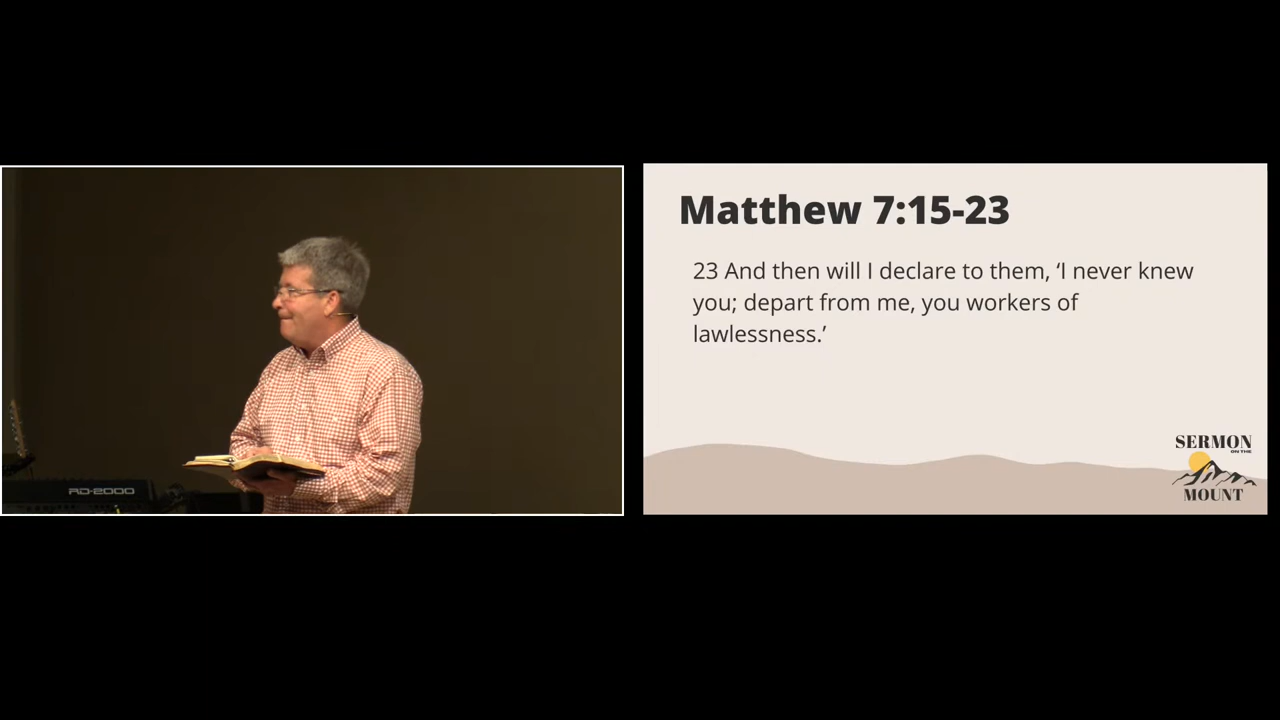 RD-2000
Matthew 7:15-23
23 And then will I declare to them, ‘I never knew
you; depart from me, you workers of
lawlessness.’
SERMON
ON THE
MOUNT